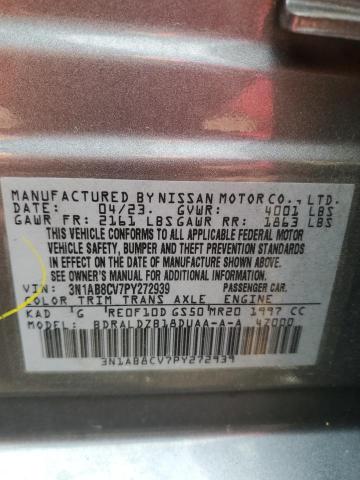 MANUFACTURED BY NISSAN MOTOR CO., LTD.
DATE: 04/23. GVWR: 4001 LBS
GAWR FR: 2161 LBS GAWR RR: 1863 LBS
THIS VEHICLE CONFORMS TO ALL APPLICABLE FEDERAL MOTOR
VEHICLE SAFETY, BUMPER AND THEFT PREVENTION STANDARDS
IN EFFECT ON THE DATE OF MANUFACTURE SHOWN ABOVE.
SEE OWNER'S MANUAL FOR ADDITIONAL INFORMATION.
VIN: 3N1AB8CV7PY272939 PASSENGER CAR.
COLOR TRIM TRANS AXLE ENGINE
KAD G RE0F10D GS50 MR20 1997 CC
MODEL: BDRALDZB18DUAA-A-A 47000
3N1AB8CV7PY272939